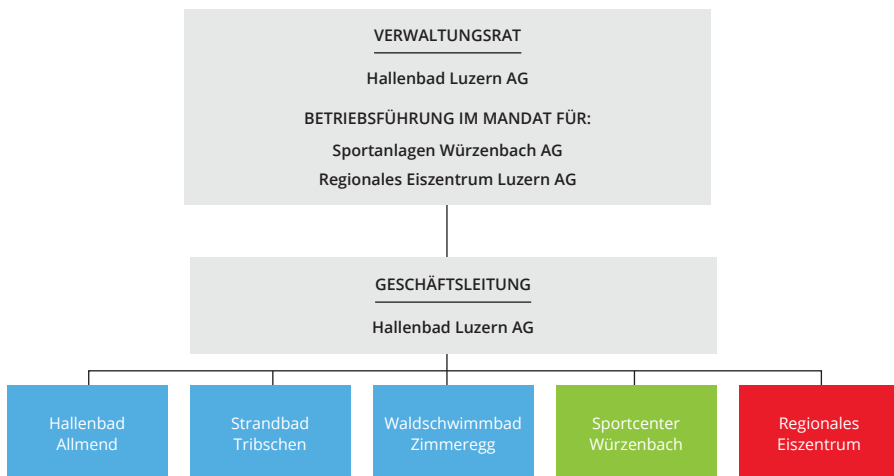 VERWALTUNGSRAT
Hallenbad Luzern AG
BETRIEBSFÜHRUNG IM MANDAT FÜR:
Sportanlagen Würzenbach AG
Regionales Eiszentrum Luzern AG
GESCHÄFTSLEITUNG
Hallenbad Luzern AG
Hallenbad
Allmend
Strandbad
Tribschen
Waldschwimmbad
Zimmeregg
Sportcenter
Würzenbach
Regionales
Eiszentrum